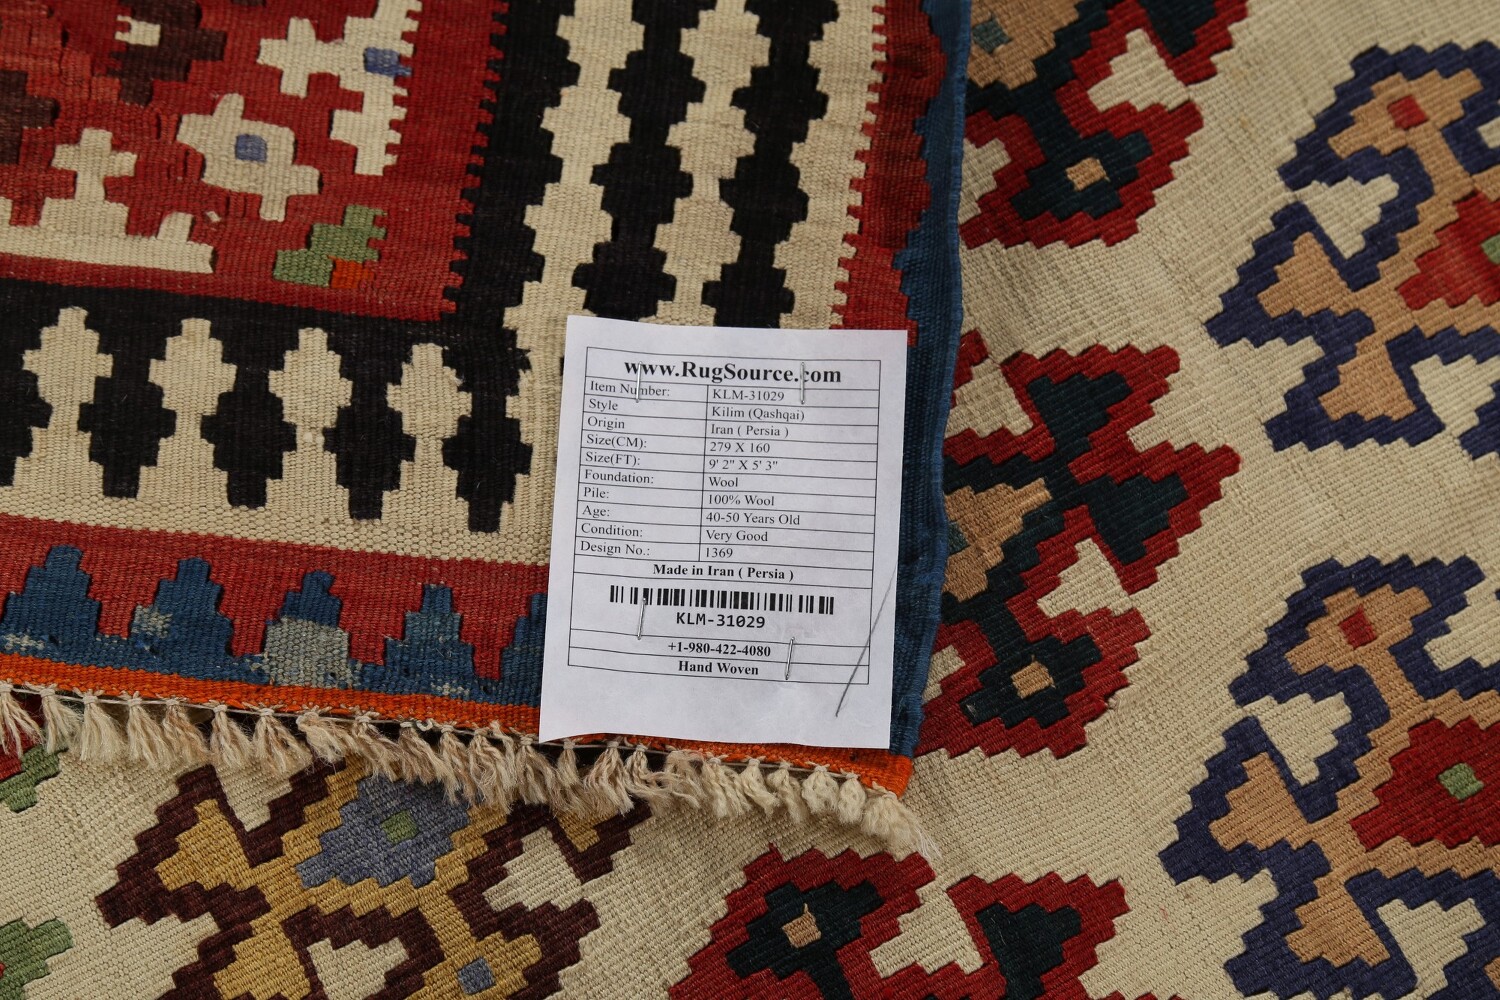 www.RugSource.com
Item Number: KLM-31029
Style Kilim (Qashqai)
Origin Iran ( Persia )
Size(CM): 279 X 160
Size(FT): 9' 2" X 5' 3"
Foundation: Wool
Pile: 100% Wool
Age: 40-50 Years Old
Condition: Very Good
Design No.: 1369
Made in Iran ( Persia )
KLM-31029
+1-980-422-4080
Hand Woven